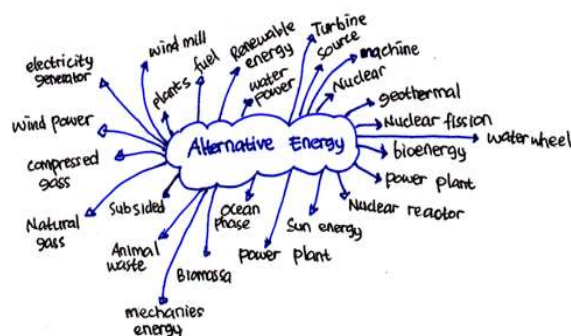 Turbine
wind mill
Renewable
energy
source
machine
electricity
generator
fuel
plants
water
power
Nuclear
geothermal
wind power
Alternative Energy
Nuclear fission
water wheel
compressed
gass
bioenergy
power plant
Natural
gass
Subsided
Ocean
phase
Nuclear reactor
Animal
waste
Sun energy
Biomassa
power plant
mechanies
energy